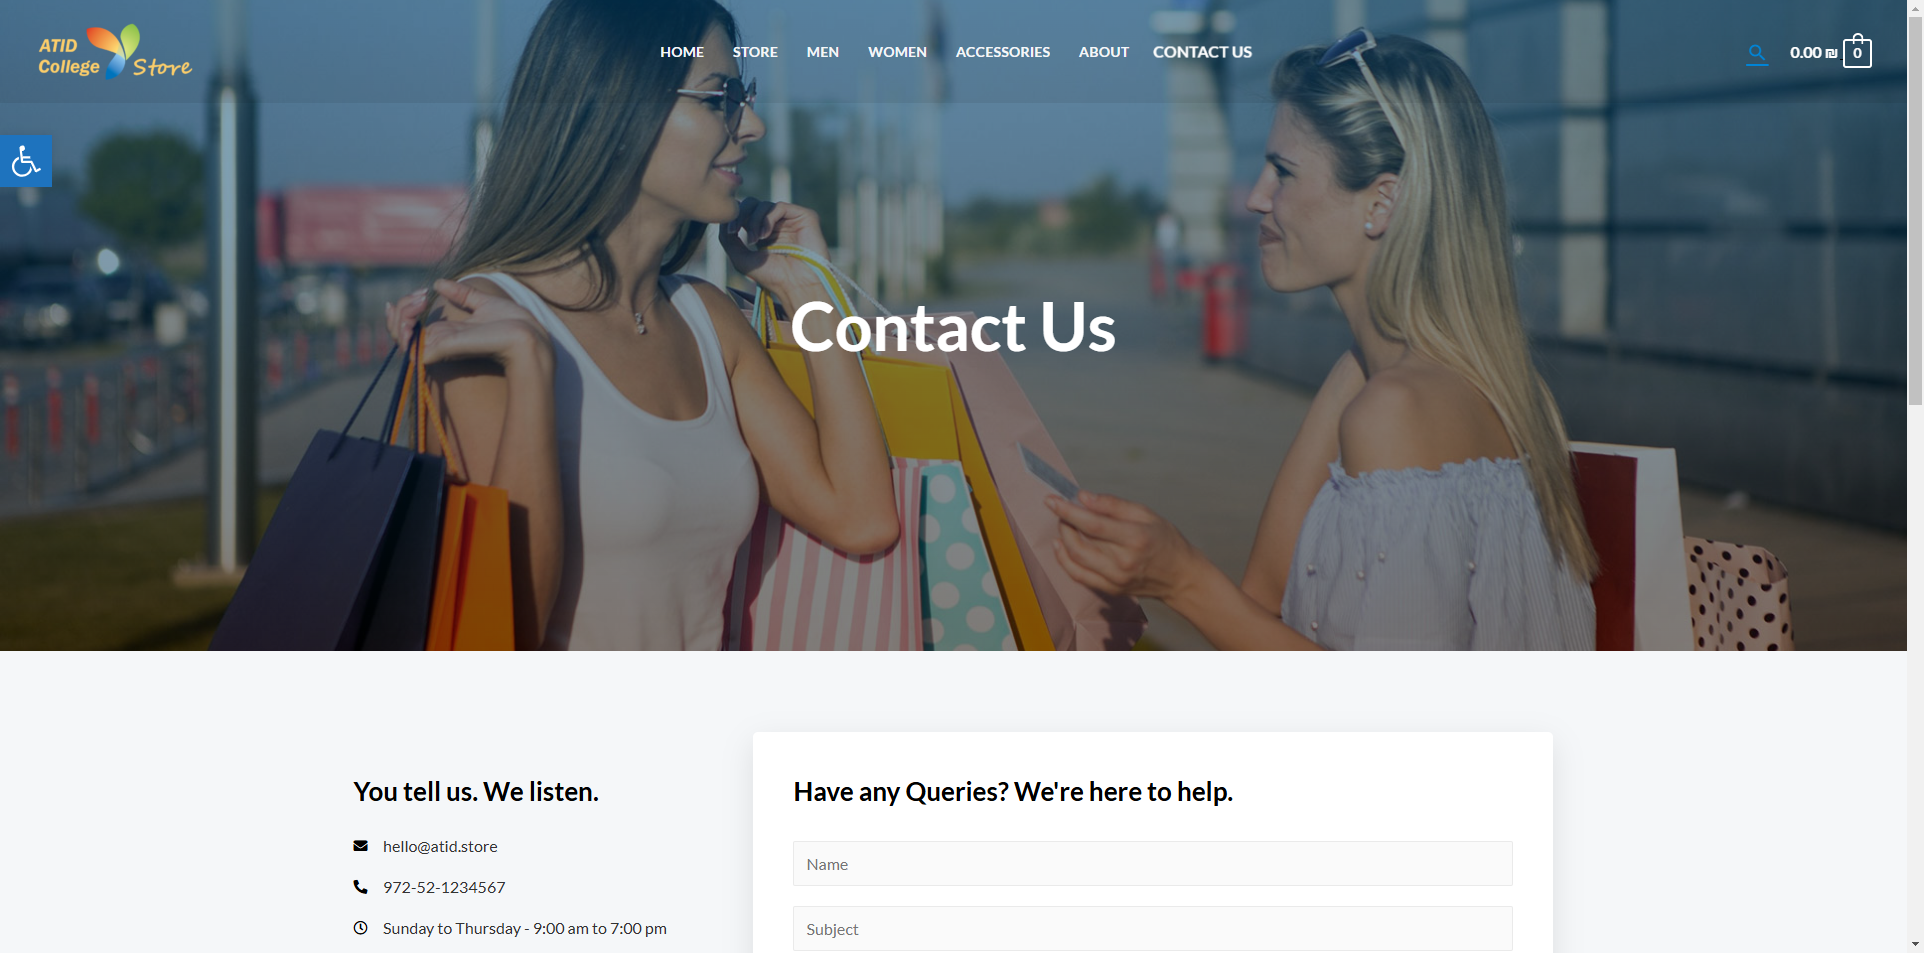 ATID
College Store
HOME STORE MEN WOMEN ACCESSORIES ABOUT CONTACT US
0.00 ₪ 0
Contact Us
You tell us. We listen.
hello@atid.store
972-52-1234567
Sunday to Thursday - 9:00 am to 7:00 pm
Have any Queries? We're here to help.
Name
Subject